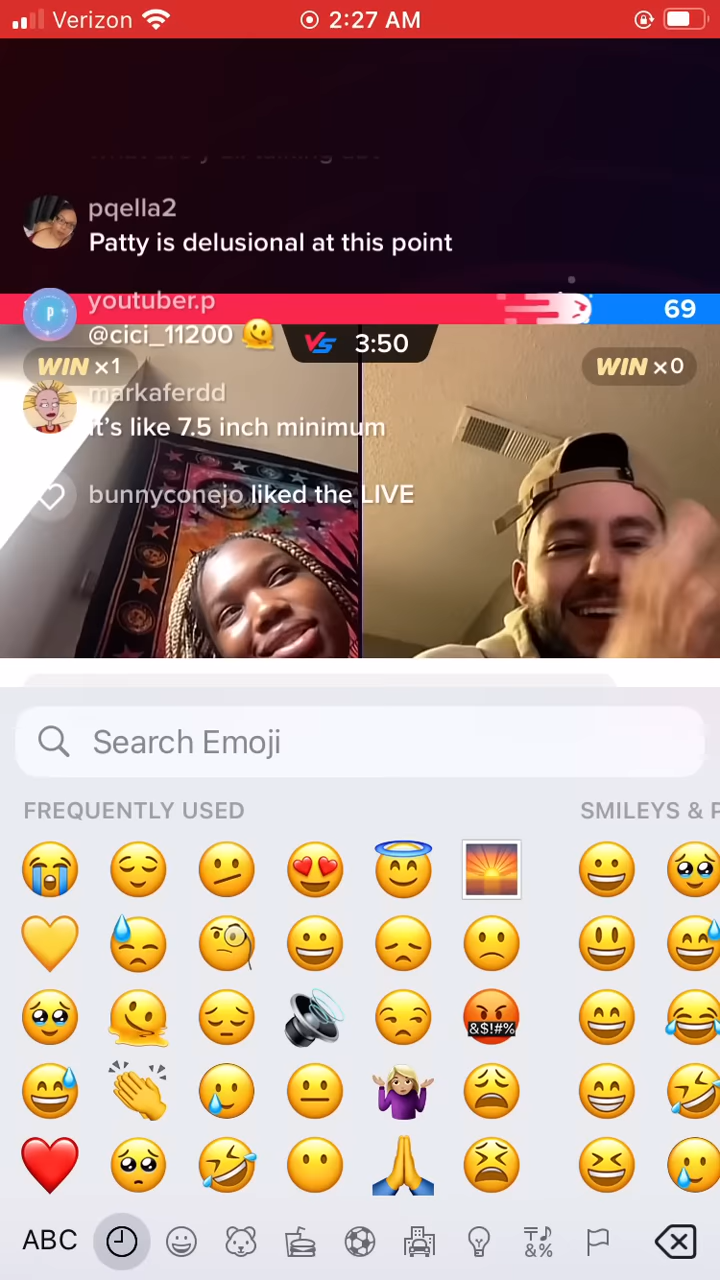 Verizon 2:27 AM
pqella2
Patty is delusional at this point
69
youtuber.p
@cici_11200 🫠
VS 3:50
WIN ×1
WIN ×0
markaferdd
it's like 7.5 inch minimum
bunnyconejo liked the LIVE
P
Search Emoji
FREQUENTLY USED
SMILEYS & P
&$!#%
ABC
&%